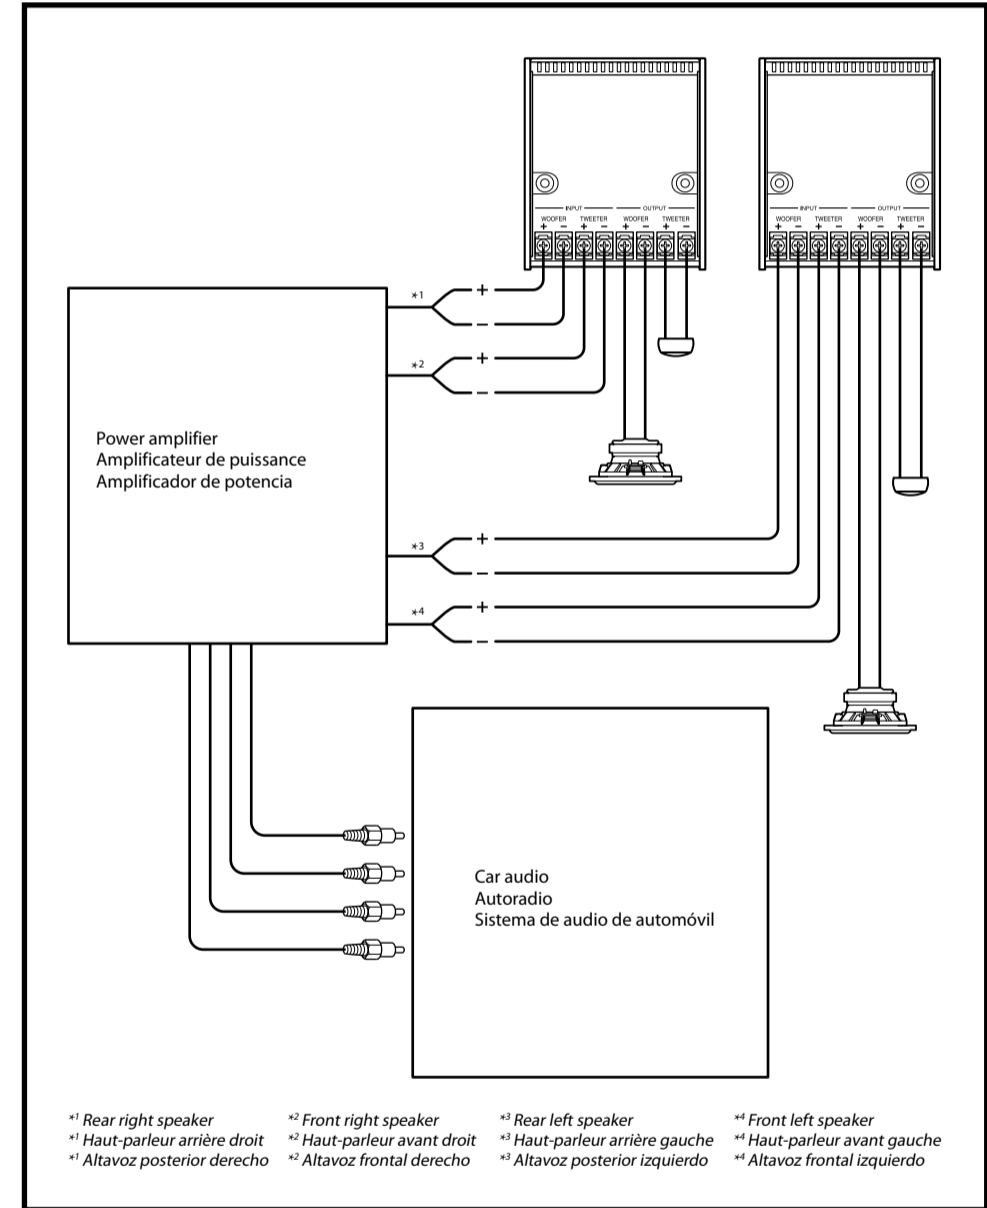 INPUT OUTPUT
WOOFER TWEETER WOOFER TWEETER
+ − + − + − + −
INPUT OUTPUT
WOOFER TWEETER WOOFER TWEETER
+ − + − + − + −
*1 +
−
*2 +
−
Power amplifier
Amplificateur de puissance
Amplificador de potencia
*3 +
−
*4 +
−
Car audio
Autoradio
Sistema de audio de automóvil
*1 Rear right speaker
*1 Haut-parleur arrière droit
*1 Altavoz posterior derecho
*2 Front right speaker
*2 Haut-parleur avant droit
*2 Altavoz frontal derecho
*3 Rear left speaker
*3 Haut-parleur arrière gauche
*3 Altavoz posterior izquierdo
*4 Front left speaker
*4 Haut-parleur avant gauche
*4 Altavoz frontal izquierdo